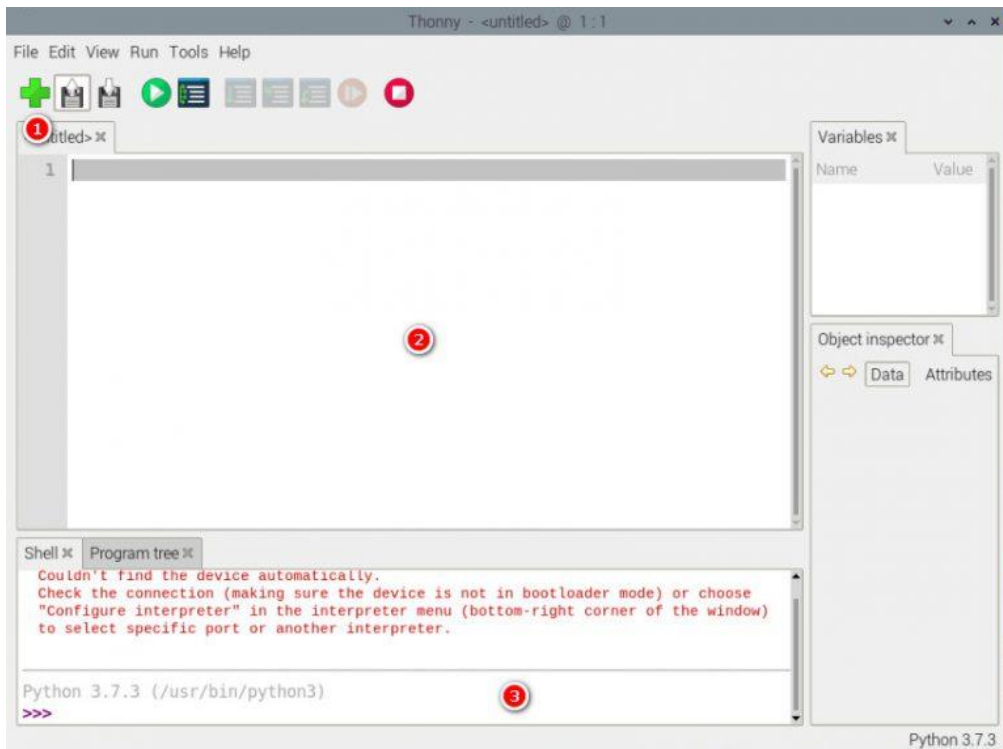 Thonny - <untitled> @ 1:1
File Edit View Run Tools Help
1
titled>
Variables
1
Name Value
2
Object inspector
Data Attributes
Shell Program tree
Couldn't find the device automatically.
Check the connection (making sure the device is not in bootloader mode) or choose
"Configure interpreter" in the interpreter menu (bottom-right corner of the window)
to select specific port or another interpreter.
Python 3.7.3 (/usr/bin/python3)
3
>>>
Python 3.7.3